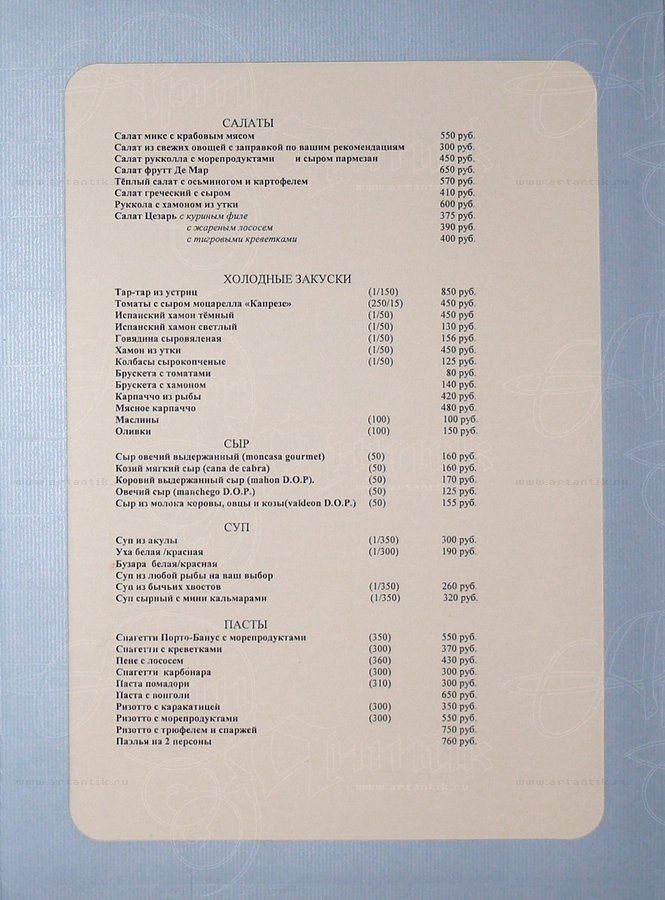 САЛАТЫ
Салат микс с крабовым мясом 550 руб.
Салат из свежих овощей с заправкой по вашим рекомендациям 300 руб.
Салат рукколла с морепродуктами и сыром пармезан 450 руб.
Салат фрутт Де Мар 650 руб.
Тёплый салат с осьминогом и картофелем 570 руб.
Салат греческий с сыром 410 руб.
Руккола с хамоном из утки 600 руб.
Салат Цезарь с куриным филе 375 руб.
с жареным лососем 390 руб.
с тигровыми креветками 400 руб.
ХОЛОДНЫЕ ЗАКУСКИ
Тар-тар из устриц (1/150) 850 руб.
Томаты с сыром моцарелла «Капрезе» (250/15) 450 руб.
Испанский хамон тёмный (1/50) 450 руб
Испанский хамон светлый (1/50) 130 руб.
Говядина сыровяленая (1/50) 156 руб.
Хамон из утки (1/50) 450 руб.
Колбасы сырокопченые (1/50) 125 руб.
Брускета с томатами 80 руб.
Брускета с хамоном 140 руб.
Карпаччо из рыбы 420 руб.
Мясное карпаччо 480 руб.
Маслины (100) 100 руб.
Оливки (100) 150 руб.
СЫР
Сыр овечий выдержанный (moncasa gourmet) (50) 160 руб.
Козий мягкий сыр (cana de cabra) (50) 160 руб.
Коровий выдержанный сыр (mahon D.O.P). (50) 170 руб.
Овечий сыр (manchego D.O.P.) (50) 125 руб.
Сыр из молока коровы, овцы и козы(valdeon D.O.P.) (50) 155 руб.
СУП
Суп из акулы (1/350) 300 руб.
Уха белая /красная (1/300) 190 руб.
Бузара белая/красная
Суп из любой рыбы на ваш выбор
Суп из бычьих хвостов (1/350) 260 руб.
Суп сырный с мини кальмарами (1/350) 320 руб.
ПАСТЫ
Спагетти Порто-Банус с морепродуктами (350) 550 руб.
Спагетти с креветками (300) 370 руб.
Пене с лососем (360) 430 руб.
Спагетти карбонара (300) 300 руб.
Паста помадори (310) 300 руб.
Паста с вонголи 650 руб.
Ризотто с каракатицей (300) 350 руб.
Ризотто с морепродуктами (300) 550 руб.
Ризотто с трюфелем и спаржей 750 руб.
Паэлья на 2 персоны 760 руб.
www.artantik.ru